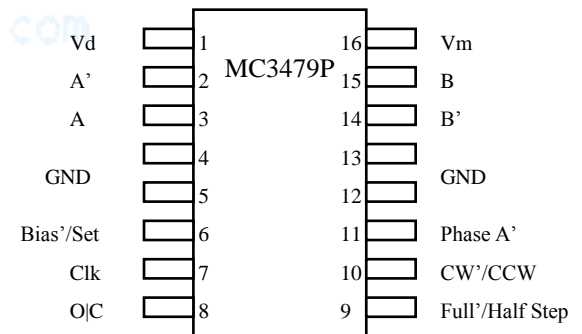 com
Vd 1 16 Vm
MC3479P
A’ 2 15 B
A 3 14 B’
4 13
GND GND
5 12
Bias’/Set 6 11 Phase A’
Clk 7 10 CW’/CCW
O|C 8 9 Full’/Half Step